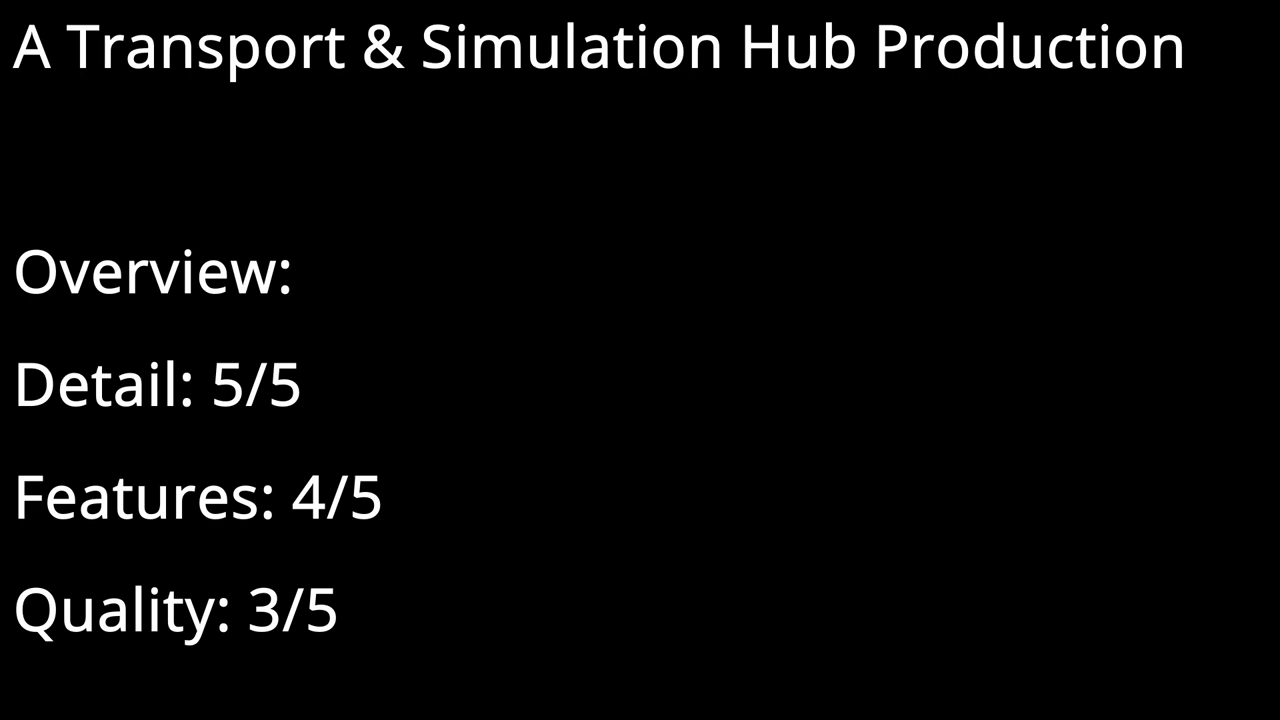 A Transport & Simulation Hub Production
Overview:
Detail: 5/5
Features: 4/5
Quality: 3/5